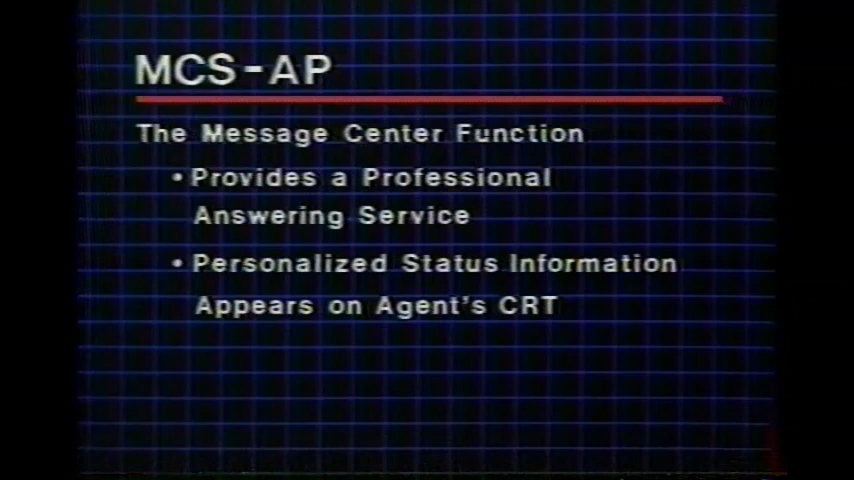 MCS-AP
The Message Center Function
• Provides a Professional
Answering Service
• Personalized Status Information
Appears on Agent's CRT